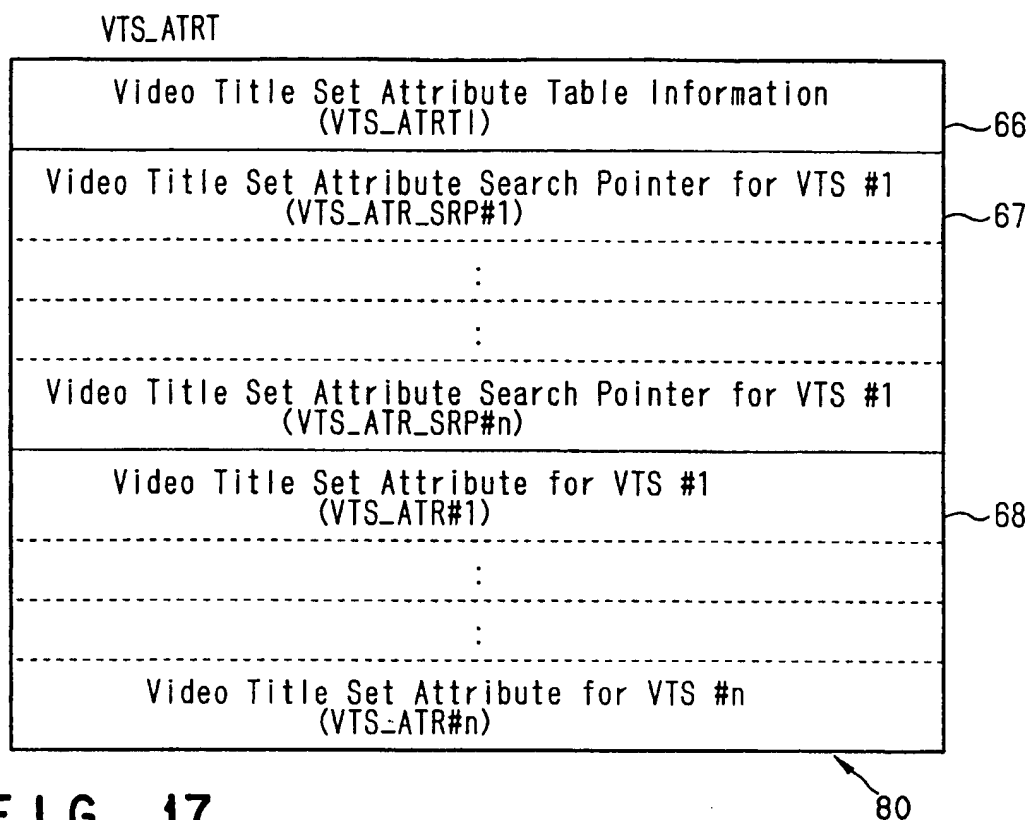 VTS_ATRT
Video Title Set Attribute Table Information
(VTS_ATRTI)
66
Video Title Set Attribute Search Pointer for VTS #1
(VTS_ATR_SRP#1)
67
:
:
Video Title Set Attribute Search Pointer for VTS #1
(VTS_ATR_SRP#n)
Video Title Set Attribute for VTS #1
(VTS_ATR#1)
68
:
:
Video Title Set Attribute for VTS #n
(VTS_ATR#n)
80
FIG. 17